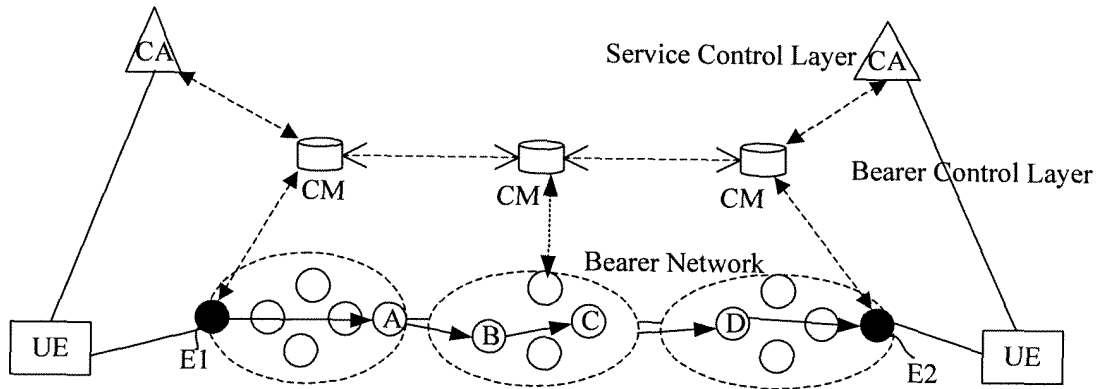 CA
Service Control Layer
CA
CM
CM
CM
Bearer Control Layer
Bearer Network
A
B
C
D
UE
E1
E2
UE